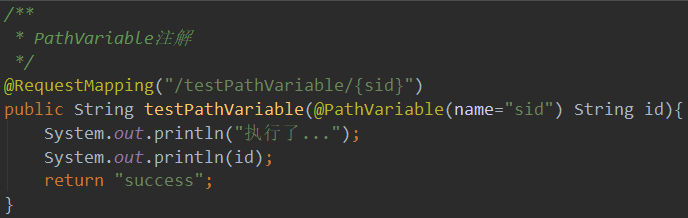 /**
 * PathVariable注解
 */
@RequestMapping("/testPathVariable/{sid}")
public String testPathVariable(@PathVariable(name="sid") String id){
    System.out.println("执行了...");
    System.out.println(id);
    return "success";
}